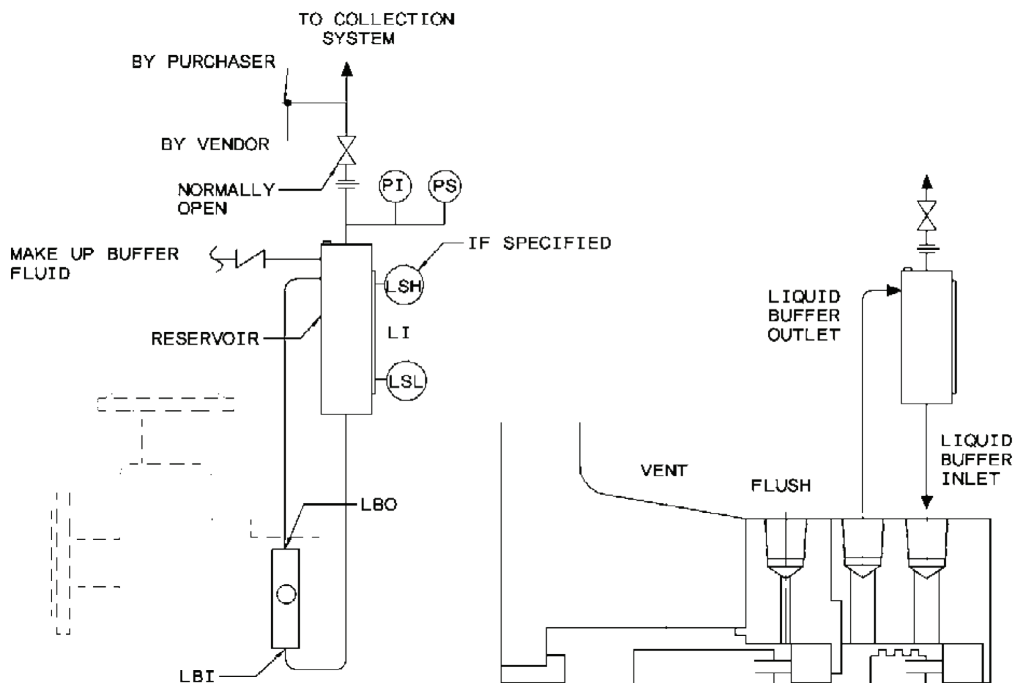 TO COLLECTION
SYSTEM
BY PURCHASER
BY VENDOR
NORMALLY
OPEN
PI
PS
MAKE UP BUFFER
FLUID
IF SPECIFIED
LSH
RESERVOIR
LI
LSL
LBO
LBI
LIQUID
BUFFER
OUTLET
LIQUID
BUFFER
INLET
VENT
FLUSH